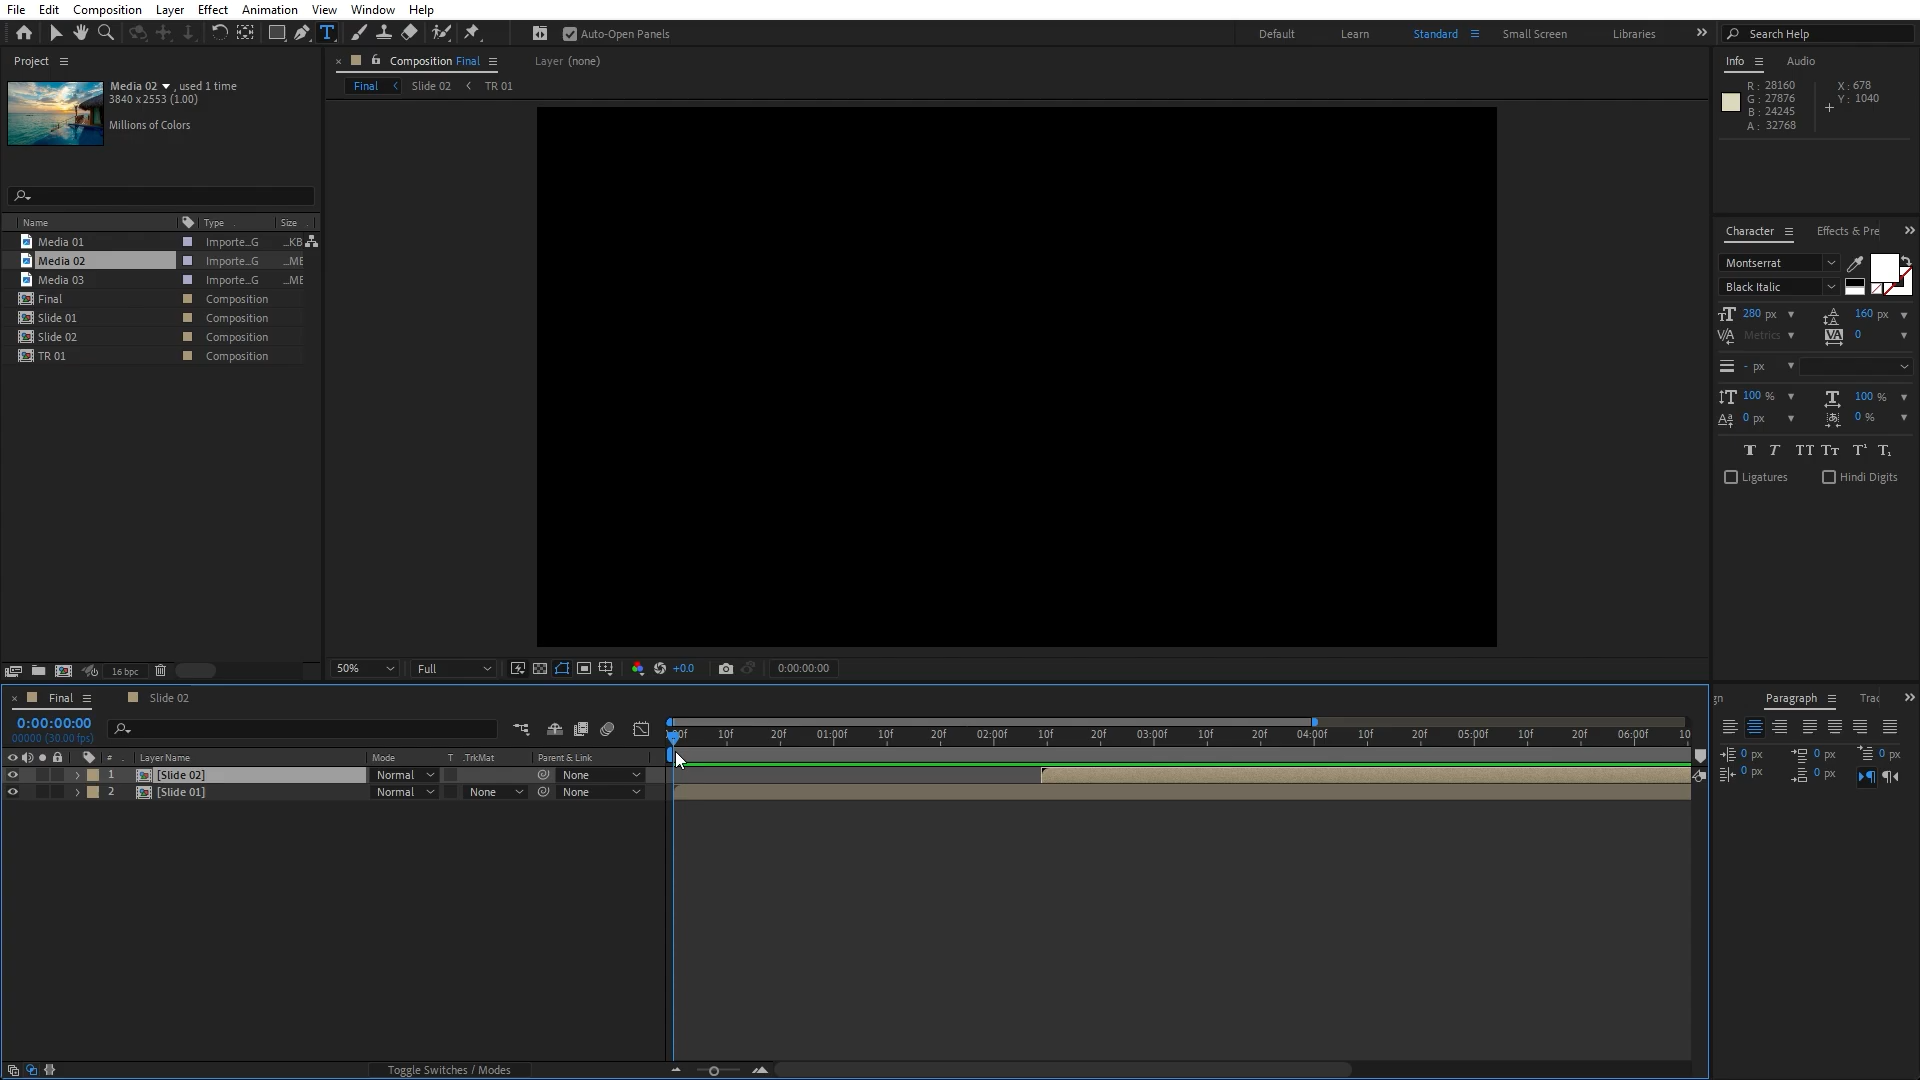 File Edit Composition Layer Effect Animation View Window Help
Auto-Open Panels
Default Learn Standard Small Screen Libraries Search Help
Project
Composition Final
Layer (none)
Info Audio
Final Slide 02 TR 01
Media 02 , used 1 time
3840 x 2553 (1.00)
Millions of Colors
R: 28160
G: 27876
B: 24245
A: 32768
X: 678
Y: 1040
Name Type Size
Media 01 Importe...G ...KB
Media 02 Importe...G ...ME
Media 03 Importe...G ...ME
Final Composition
Slide 01 Composition
Slide 02 Composition
TR 01 Composition
Character Effects & Pre
Montserrat
Black Italic
280 px 160 px
Metrics 0
- px
100 % 100 %
0 px 0 %
Ligatures Hindi Digits
16 bpc
50% Full +0.0 0:00:00:00
Final Slide 02
0:00:00:00
00000 (30.00 fps)
:00f 10f 20f 01:00f 10f 20f 02:00f 10f 20f 03:00f 10f 20f 04:00f 10f 20f 05:00f 10f 20f 06:00f 10
# Layer Name Mode T .TrkMat Parent & Link
1 [Slide 02] Normal None
2 [Slide 01] Normal None None
Toggle Switches / Modes
gn Paragraph Trac
0 px 0 px 0 px
0 px 0 px